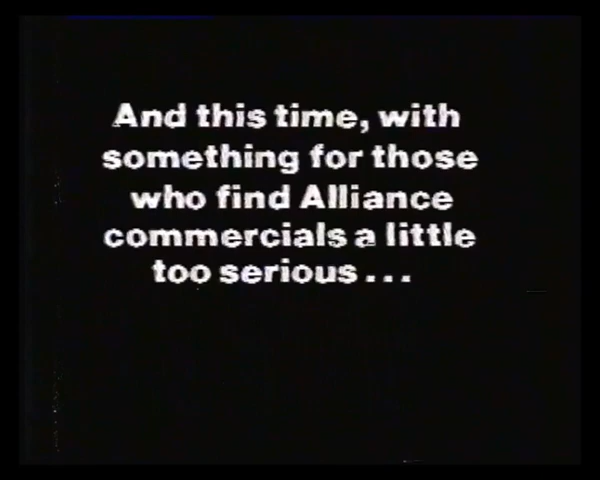 And this time, with
something for those
who find Alliance
commercials a little
too serious...